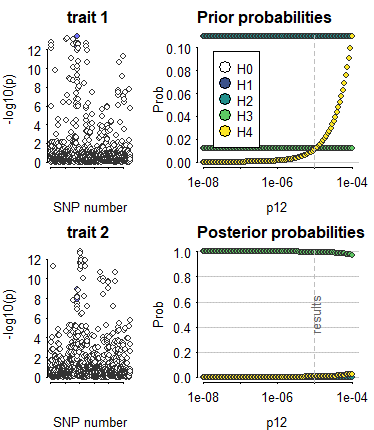 trait 1
-log10(p)
12
10
8
6
4
2
0
SNP number
Prior probabilities
Prob
0.10
0.08
0.04
0.02
0.00
H0
H1
H2
H3
H4
1e-08
1e-06
1e-04
p12
trait 2
-log10(p)
12
10
8
6
4
2
0
SNP number
Posterior probabilities
Prob
1.0
0.8
0.6
0.4
0.2
0.0
results
1e-08
1e-06
1e-04
p12